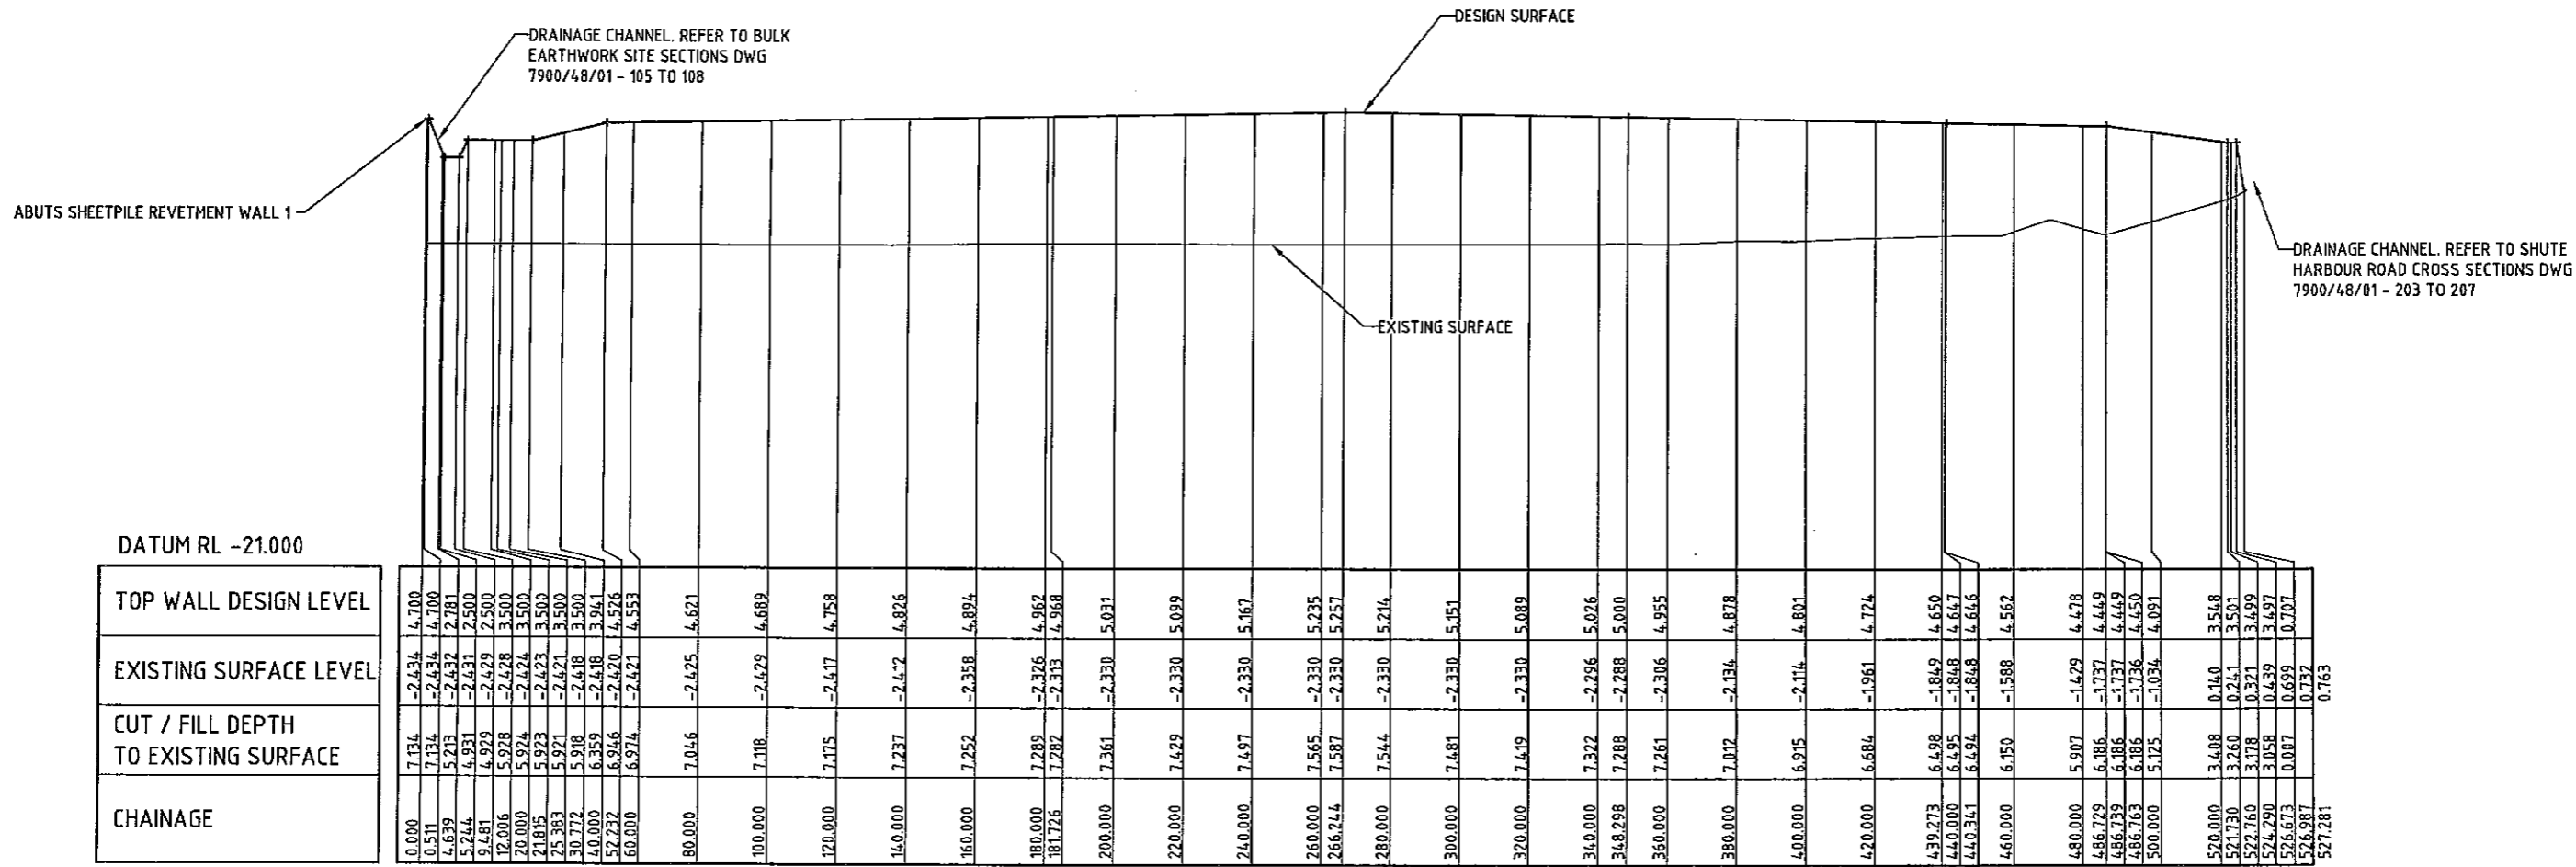 DESIGN SURFACE
DRAINAGE CHANNEL. REFER TO BULK
EARTHWORK SITE SECTIONS DWG
7900/48/01 - 105 TO 108
ABUTS SHEETPILE REVETMENT WALL 1
DRAINAGE CHANNEL. REFER TO SHUTE
HARBOUR ROAD CROSS SECTIONS DWG
7900/48/01 - 203 TO 207
EXISTING SURFACE
DATUM RL -21.000
TOP WALL DESIGN LEVEL 4.700 4.700 2.781 2.500 2.500 3.500 3.500 3.500 3.500 3.500 3.941 4.526 4.553 4.621 4.689 4.758 4.826 4.894 4.962 4.968 5.031 5.099 5.167 5.235 5.257 5.214 5.151 5.089 5.026 5.000 4.955 4.878 4.801 4.724 4.650 4.647 4.646 4.562 4.478 4.449 4.449 4.450 4.091 3.548 3.501 3.499 3.497 0.707
EXISTING SURFACE LEVEL -2.434 -2.434 -2.432 -2.431 -2.429 -2.428 -2.424 -2.423 -2.421 -2.418 -2.418 -2.420 -2.421 -2.425 -2.429 -2.417 -2.412 -2.358 -2.326 -2.313 -2.330 -2.330 -2.330 -2.330 -2.330 -2.330 -2.330 -2.330 -2.296 -2.288 -2.306 -2.134 -2.114 -1.961 -1.849 -1.848 -1.848 -1.588 -1.429 -1.737 -1.737 -1.736 -1.034 0.140 0.241 0.321 0.439 0.699 0.732 0.763
CUT / FILL DEPTH
TO EXISTING SURFACE 7.134 7.134 5.213 4.931 4.929 5.928 5.924 5.923 5.921 5.918 6.359 6.946 6.974 7.046 7.118 7.175 7.237 7.252 7.289 7.282 7.361 7.429 7.497 7.565 7.587 7.544 7.481 7.419 7.322 7.288 7.261 7.012 6.915 6.684 6.498 6.495 6.494 6.150 5.907 6.186 6.186 6.186 5.125 3.408 3.260 3.178 3.058 0.007
CHAINAGE 0.000 0.511 4.639 5.244 9.481 12.006 20.000 21.815 25.383 30.772 40.000 52.232 60.000 80.000 100.000 120.000 140.000 160.000 180.000 181.726 200.000 220.000 240.000 260.000 266.244 280.000 300.000 320.000 340.000 348.298 360.000 380.000 400.000 420.000 439.273 440.000 440.341 460.000 480.000 486.729 486.739 486.763 500.000 520.000 521.730 522.760 524.290 526.673 526.987 527.281